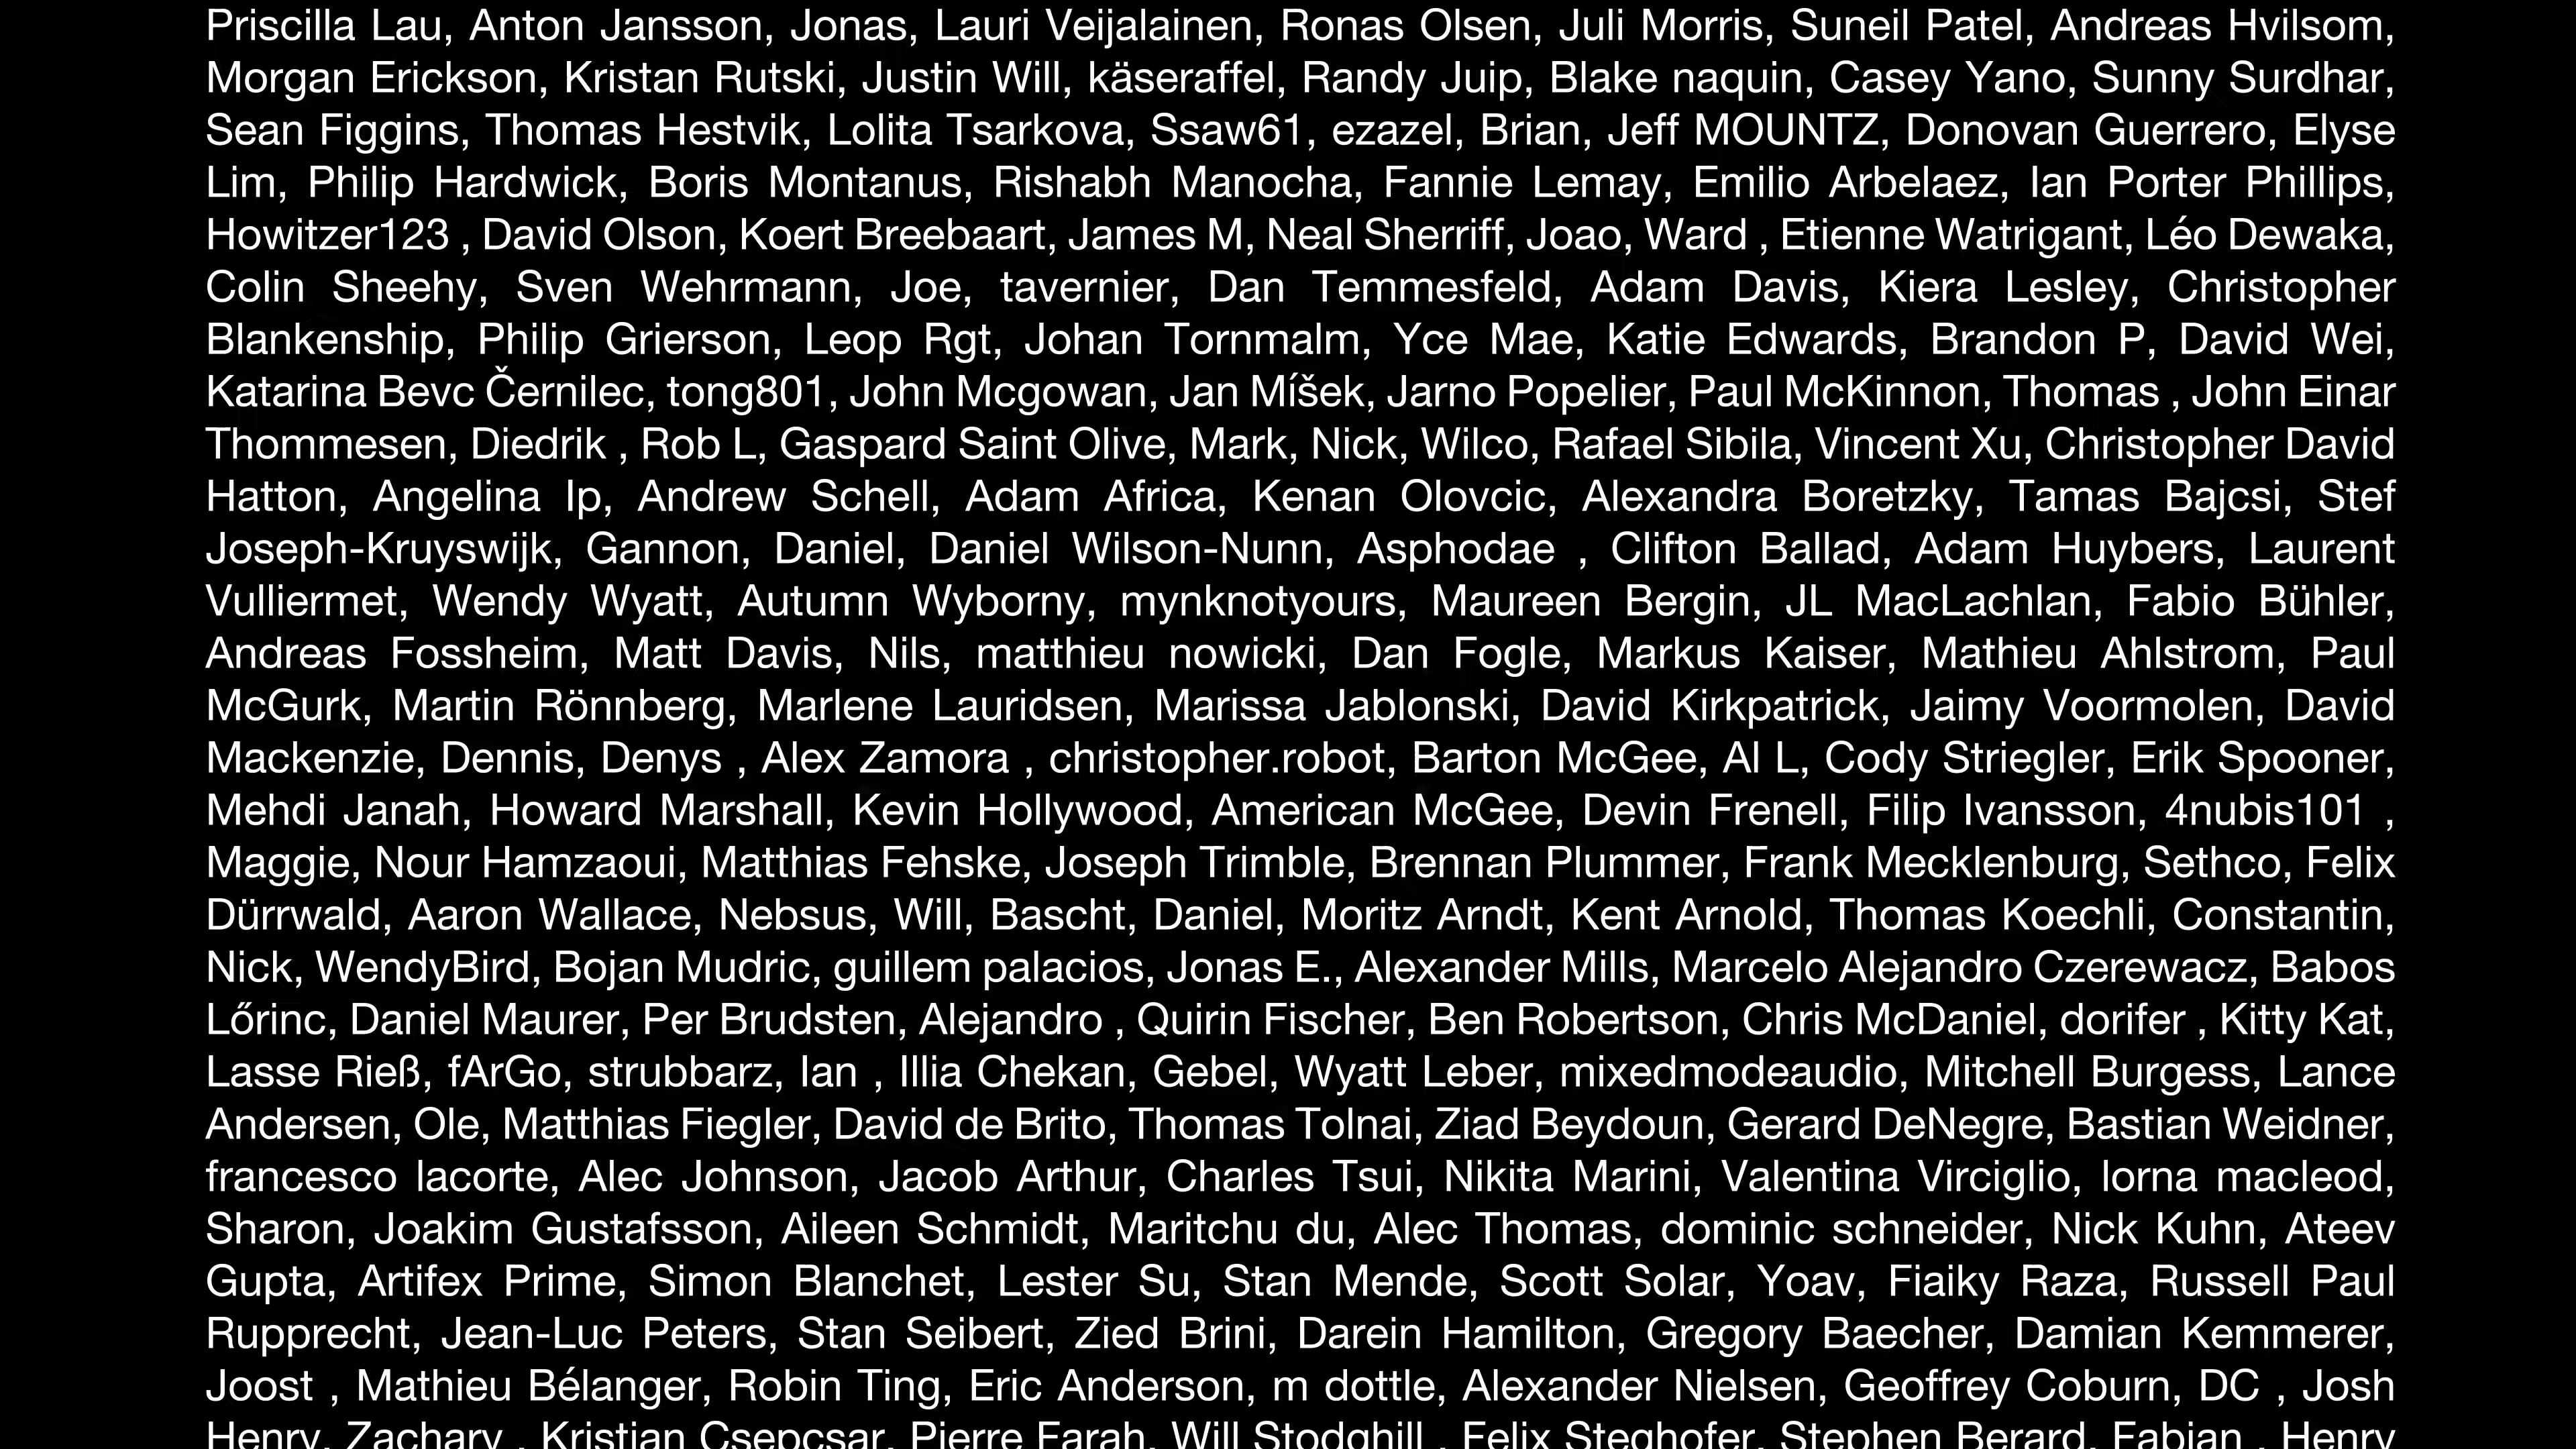 Priscilla Lau, Anton Jansson, Jonas, Lauri Veijalainen, Ronas Olsen, Juli Morris, Suneil Patel, Andreas Hvilsom,
Morgan Erickson, Kristan Rutski, Justin Will, käseraffel, Randy Juip, Blake naquin, Casey Yano, Sunny Surdhar,
Sean Figgins, Thomas Hestvik, Lolita Tsarkova, Ssaw61, ezazel, Brian, Jeff MOUNTZ, Donovan Guerrero, Elyse
Lim, Philip Hardwick, Boris Montanus, Rishabh Manocha, Fannie Lemay, Emilio Arbelaez, Ian Porter Phillips,
Howitzer123 , David Olson, Koert Breebaart, James M, Neal Sherriff, Joao, Ward , Etienne Watrigant, Léo Dewaka,
Colin Sheehy, Sven Wehrmann, Joe, tavernier, Dan Temmesfeld, Adam Davis, Kiera Lesley, Christopher
Blankenship, Philip Grierson, Leop Rgt, Johan Tornmalm, Yce Mae, Katie Edwards, Brandon P, David Wei,
Katarina Bevc Černilec, tong801, John Mcgowan, Jan Míšek, Jarno Popelier, Paul McKinnon, Thomas , John Einar
Thommesen, Diedrik , Rob L, Gaspard Saint Olive, Mark, Nick, Wilco, Rafael Sibila, Vincent Xu, Christopher David
Hatton, Angelina Ip, Andrew Schell, Adam Africa, Kenan Olovcic, Alexandra Boretzky, Tamas Bajcsi, Stef
Joseph-Kruyswijk, Gannon, Daniel, Daniel Wilson-Nunn, Asphodae , Clifton Ballad, Adam Huybers, Laurent
Vulliermet, Wendy Wyatt, Autumn Wyborny, mynknotyours, Maureen Bergin, JL MacLachlan, Fabio Bühler,
Andreas Fossheim, Matt Davis, Nils, matthieu nowicki, Dan Fogle, Markus Kaiser, Mathieu Ahlstrom, Paul
McGurk, Martin Rönnberg, Marlene Lauridsen, Marissa Jablonski, David Kirkpatrick, Jaimy Voormolen, David
Mackenzie, Dennis, Denys , Alex Zamora , christopher.robot, Barton McGee, Al L, Cody Striegler, Erik Spooner,
Mehdi Janah, Howard Marshall, Kevin Hollywood, American McGee, Devin Frenell, Filip Ivansson, 4nubis101 ,
Maggie, Nour Hamzaoui, Matthias Fehske, Joseph Trimble, Brennan Plummer, Frank Mecklenburg, Sethco, Felix
Dürrwald, Aaron Wallace, Nebsus, Will, Bascht, Daniel, Moritz Arndt, Kent Arnold, Thomas Koechli, Constantin,
Nick, WendyBird, Bojan Mudric, guillem palacios, Jonas E., Alexander Mills, Marcelo Alejandro Czerewacz, Babos
Lőrinc, Daniel Maurer, Per Brudsten, Alejandro , Quirin Fischer, Ben Robertson, Chris McDaniel, dorifer , Kitty Kat,
Lasse Rieß, fArGo, strubbarz, Ian , Illia Chekan, Gebel, Wyatt Leber, mixedmodeaudio, Mitchell Burgess, Lance
Andersen, Ole, Matthias Fiegler, David de Brito, Thomas Tolnai, Ziad Beydoun, Gerard DeNegre, Bastian Weidner,
francesco lacorte, Alec Johnson, Jacob Arthur, Charles Tsui, Nikita Marini, Valentina Virciglio, lorna macleod,
Sharon, Joakim Gustafsson, Aileen Schmidt, Maritchu du, Alec Thomas, dominic schneider, Nick Kuhn, Ateev
Gupta, Artifex Prime, Simon Blanchet, Lester Su, Stan Mende, Scott Solar, Yoav, Fiaiky Raza, Russell Paul
Rupprecht, Jean-Luc Peters, Stan Seibert, Zied Brini, Darein Hamilton, Gregory Baecher, Damian Kemmerer,
Joost , Mathieu Bélanger, Robin Ting, Eric Anderson, m dottle, Alexander Nielsen, Geoffrey Coburn, DC , Josh
Henry, Zachary , Kristian Csepcsar, Pierre Farah, Will Stodghill , Felix Steghofer, Stephen Berard, Fabian , Henry